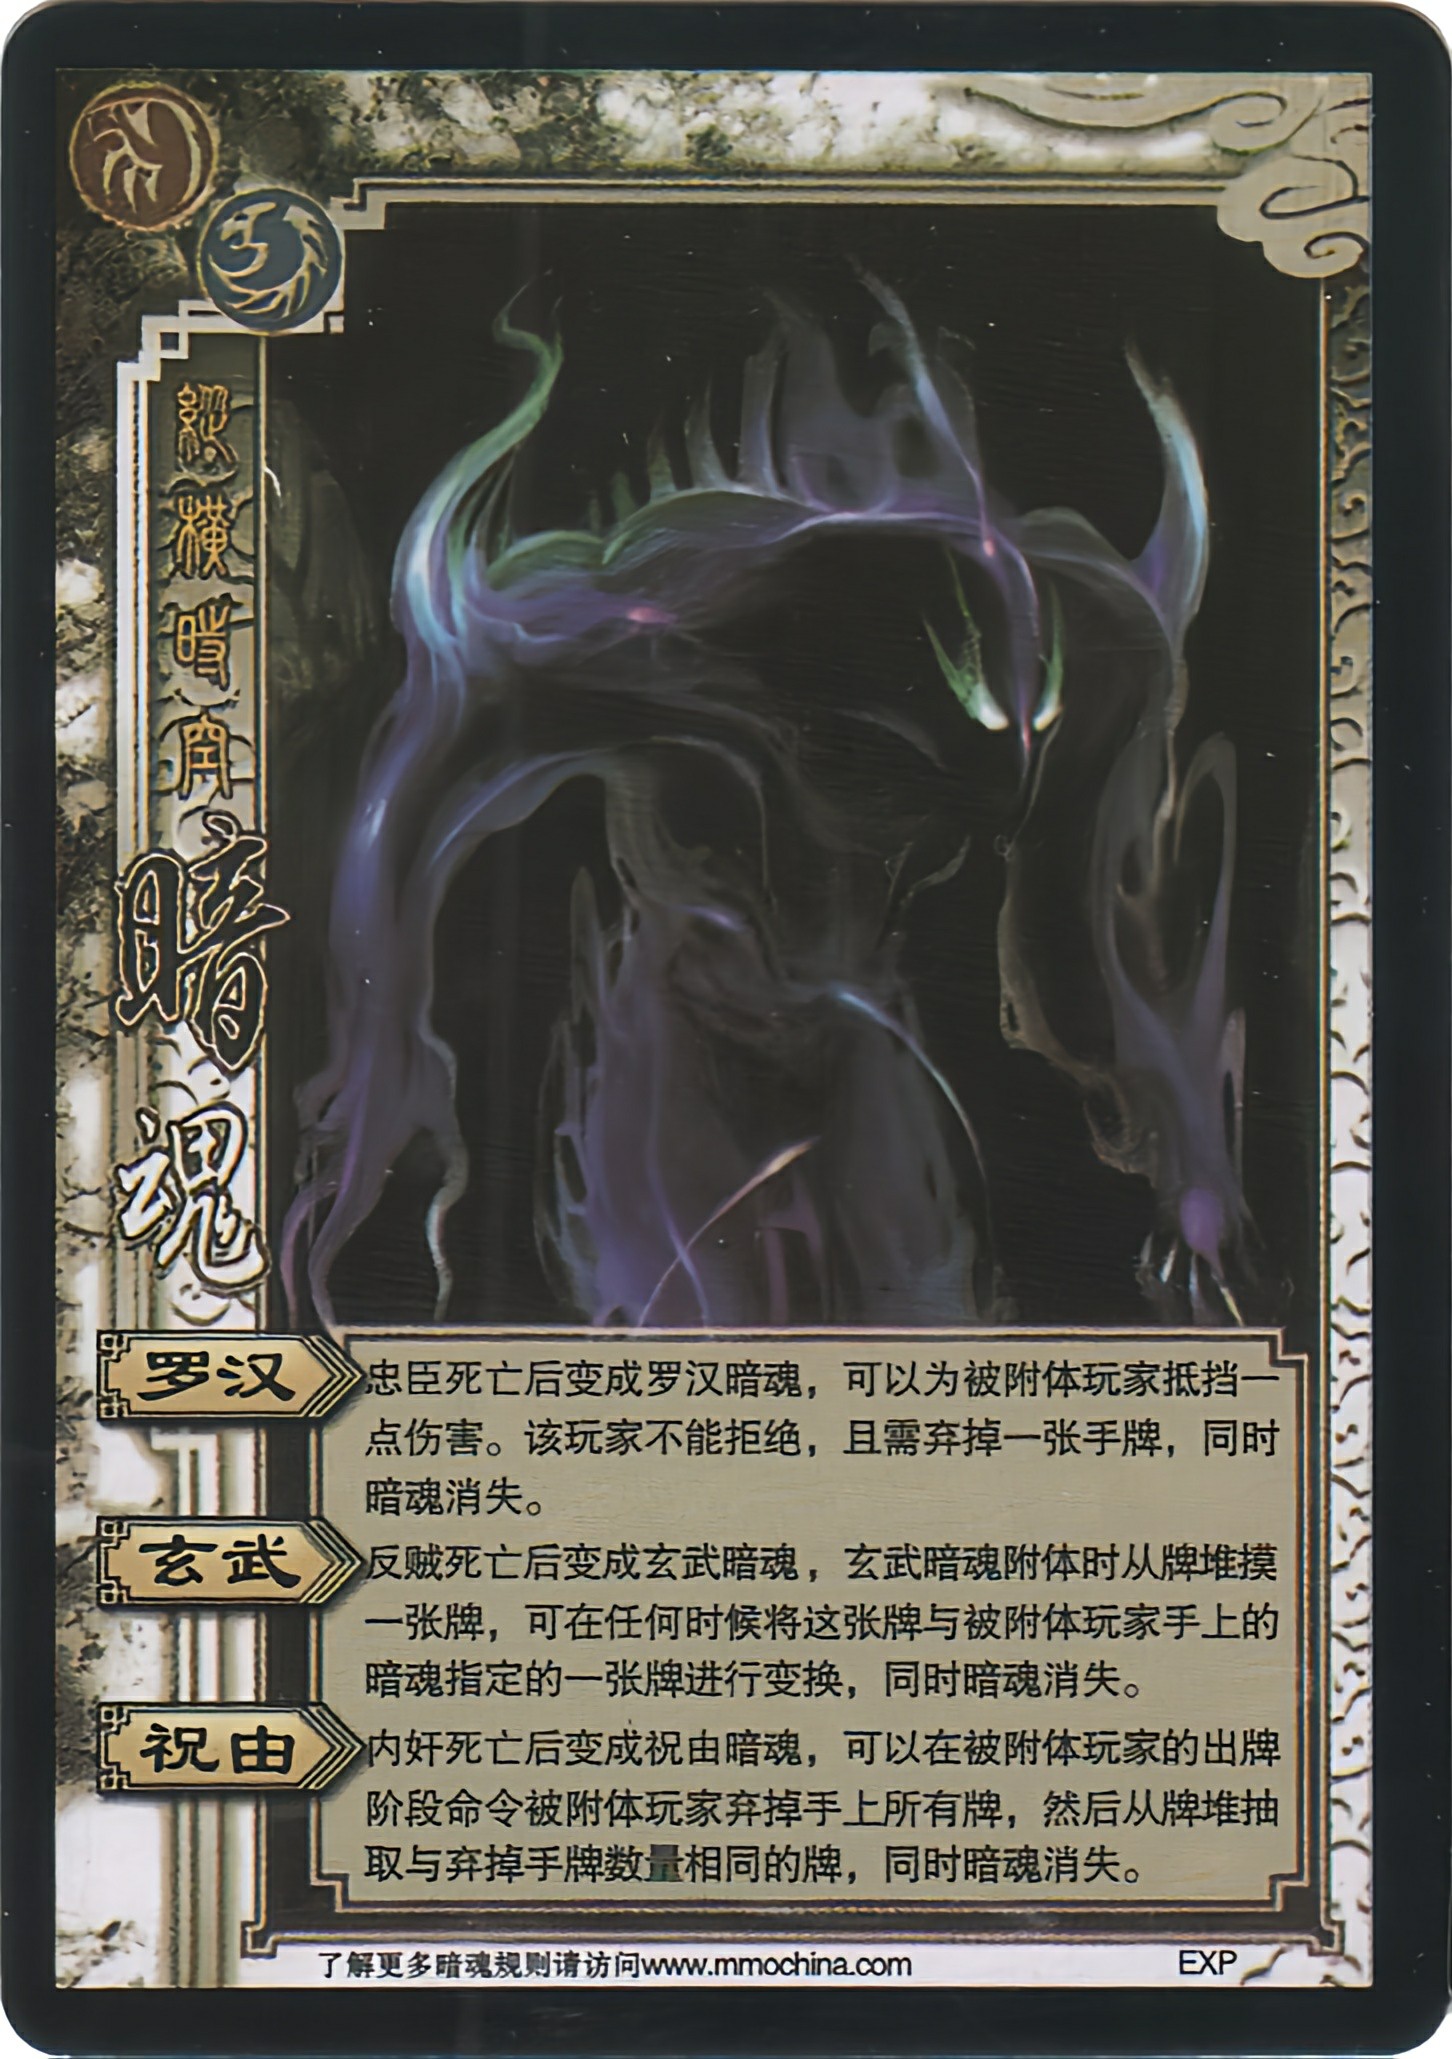 纵横时空
暗魂
罗汉
忠臣死亡后变成罗汉暗魂，可以为被附体玩家抵挡一
点伤害。该玩家不能拒绝，且需弃掉一张手牌，同时
暗魂消失。
玄武
反贼死亡后变成玄武暗魂，玄武暗魂附体时从牌堆摸
一张牌，可在任何时候将这张牌与被附体玩家手上的
暗魂指定的一张牌进行变换，同时暗魂消失。
祝由
内奸死亡后变成祝由暗魂，可以在被附体玩家的出牌
阶段命令被附体玩家弃掉手上所有牌，然后从牌堆抽
取与弃掉手牌数量相同的牌，同时暗魂消失。
了解更多暗魂规则请访问www.mmochina.com
EXP